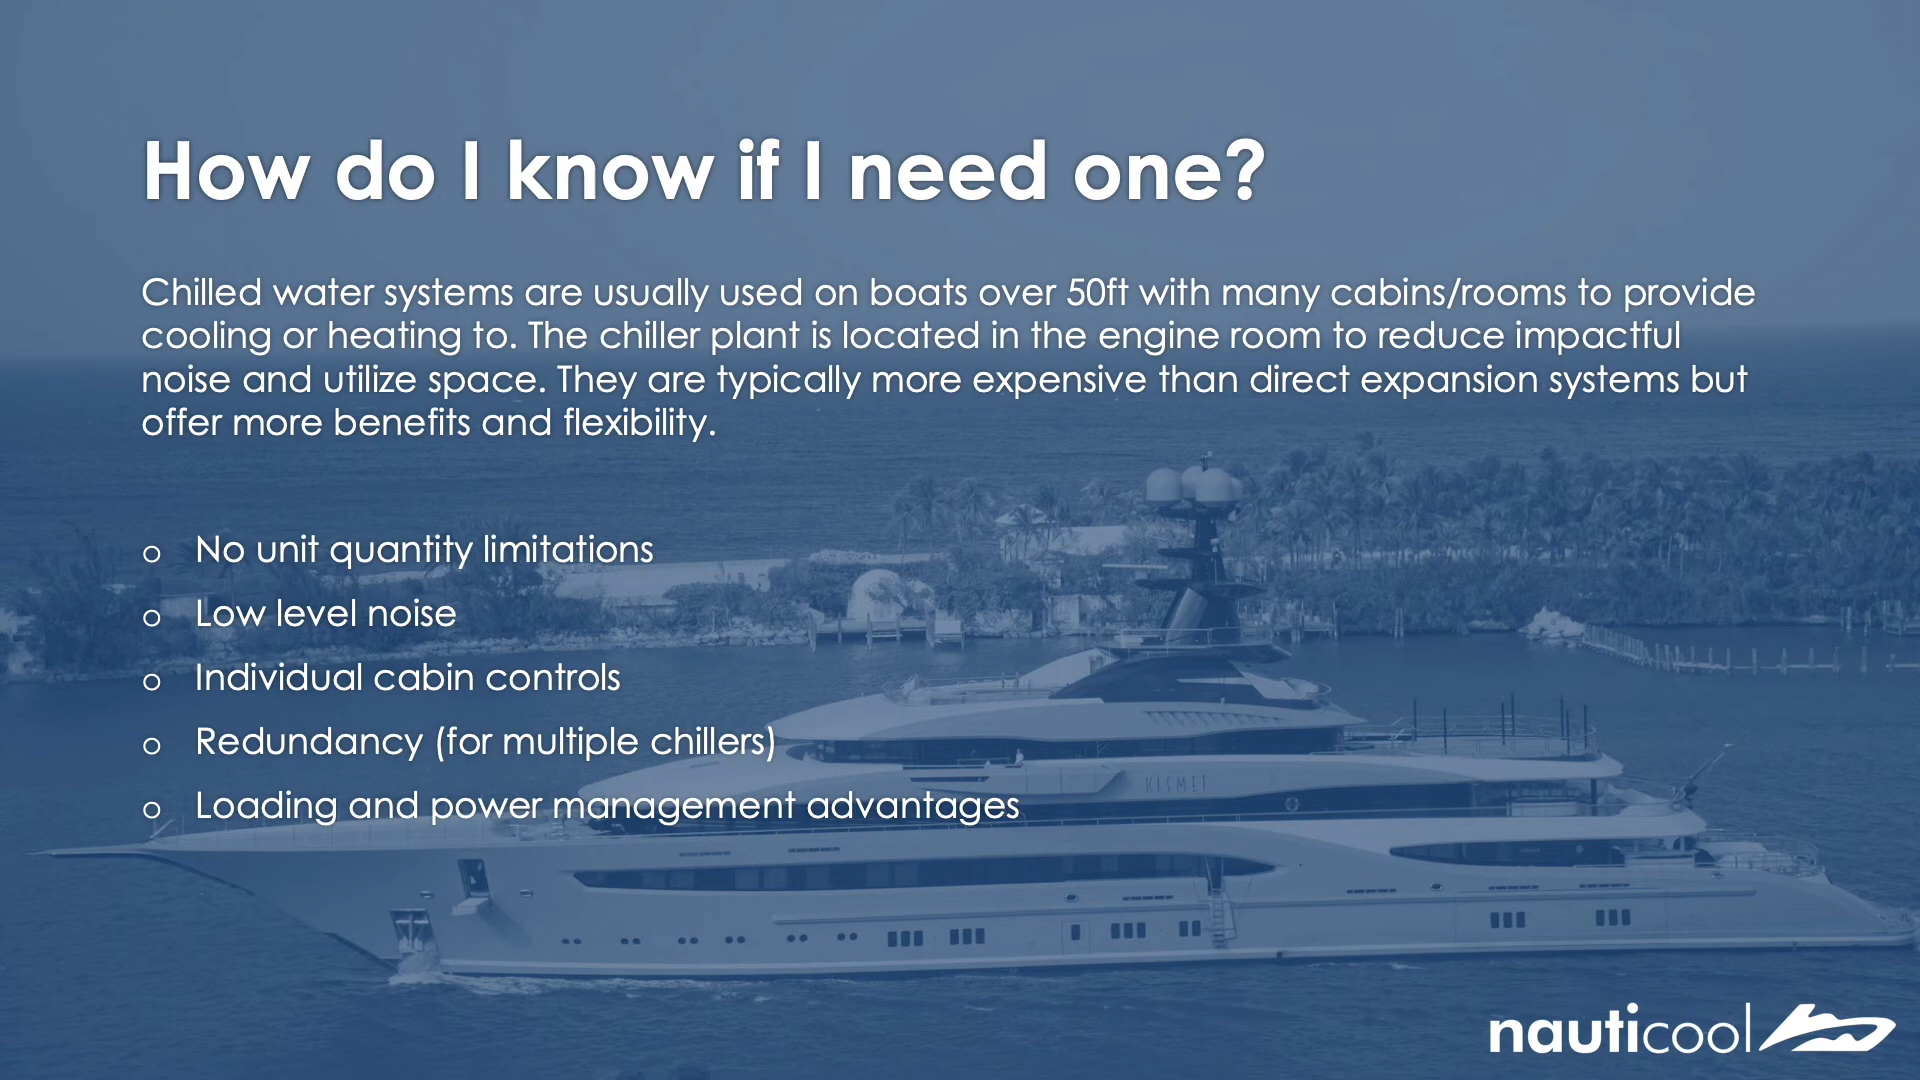 How do I know if I need one?
Chilled water systems are usually used on boats over 50ft with many cabins/rooms to provide
cooling or heating to. The chiller plant is located in the engine room to reduce impactful
noise and utilize space. They are typically more expensive than direct expansion systems but
offer more benefits and flexibility.
o No unit quantity limitations
o Low level noise
o Individual cabin controls
o Redundancy (for multiple chillers)
o Loading and power management advantages
KISMET
nauticool